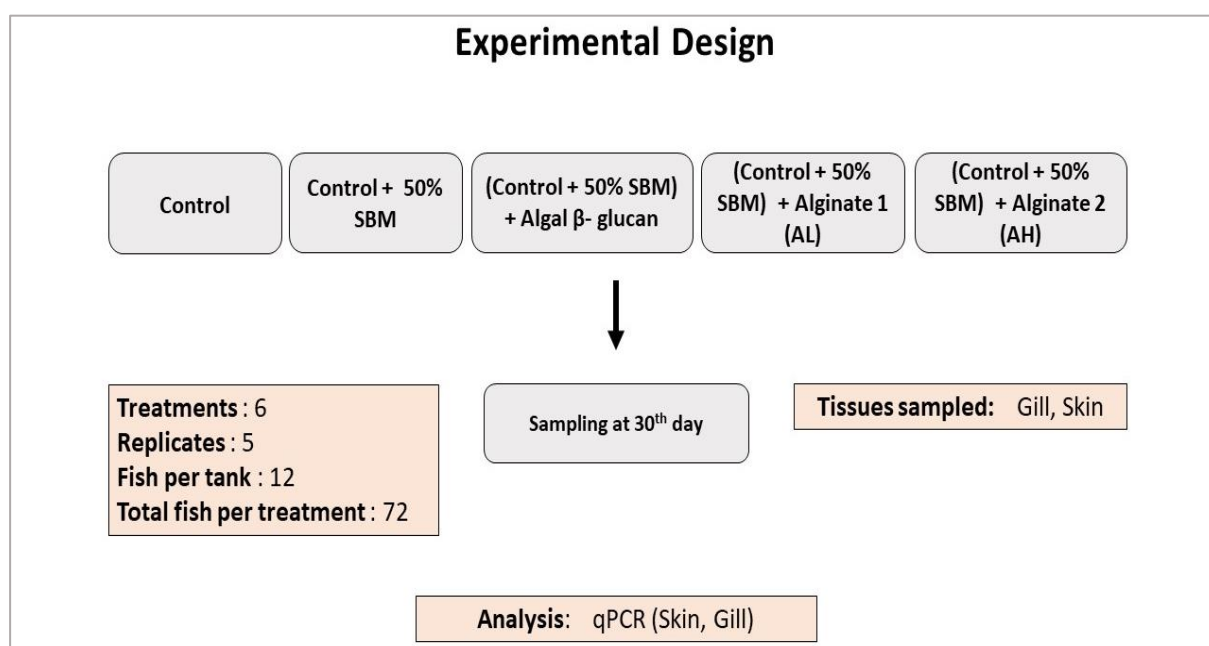 Experimental Design
Control
Control + 50%
SBM
(Control + 50% SBM)
+ Algal β- glucan
(Control + 50%
SBM) + Alginate 1
(AL)
(Control + 50%
SBM) + Alginate 2
(AH)
Treatments : 6
Replicates : 5
Fish per tank : 12
Total fish per treatment : 72
Sampling at 30th day
Tissues sampled: Gill, Skin
Analysis: qPCR (Skin, Gill)